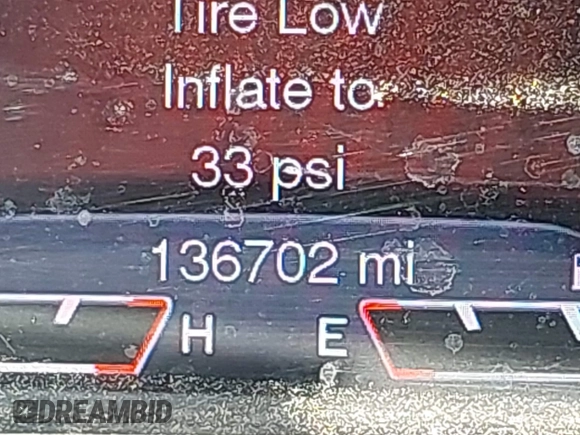 Tire Low
Inflate to
33 psi
136702 mi
H E
DREAMBID